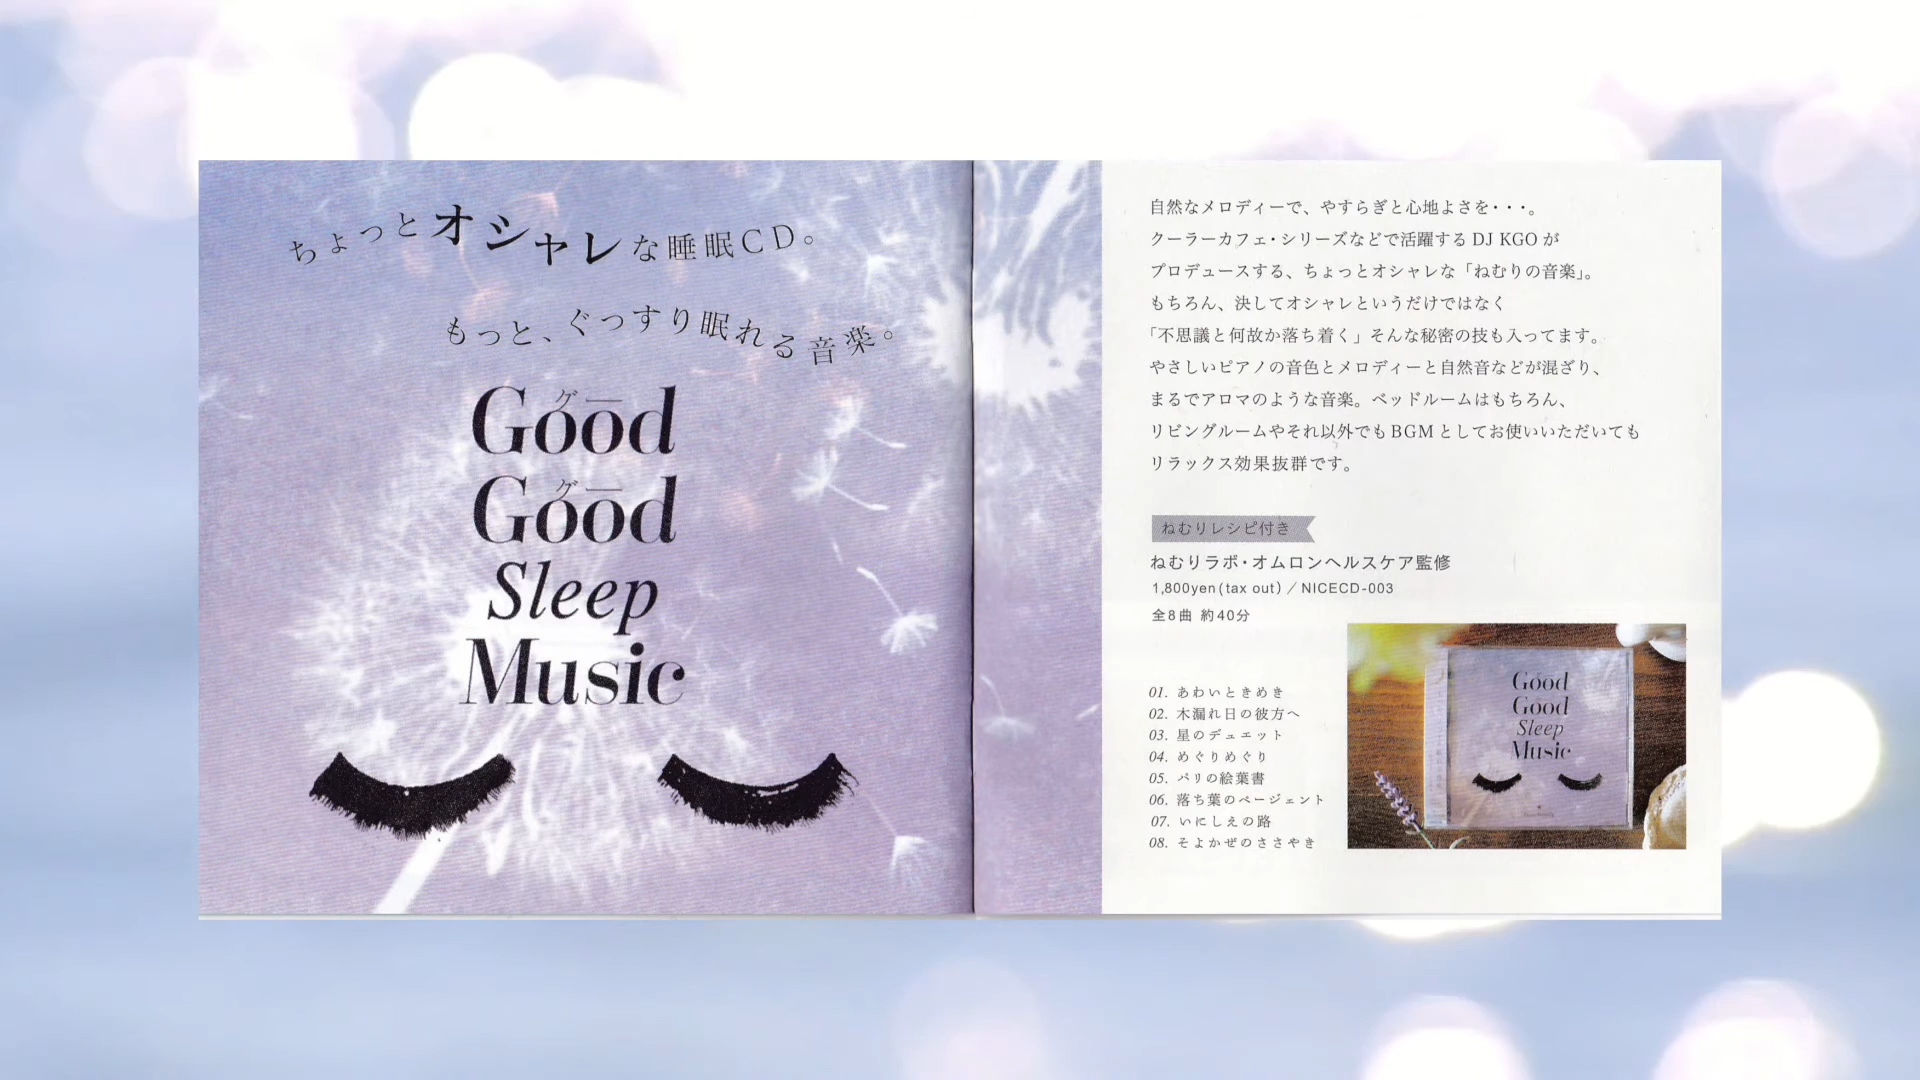 ちょっとオシャレな睡眠CD。
もっと、ぐっすり眠れる音楽。
グー
Good
グー
Good
Sleep
Music
自然なメロディーで、やすらぎと心地よさを・・・。
クーラーカフェ・シリーズなどで活躍する DJ KGO が
プロデュースする、ちょっとオシャレな「ねむりの音楽」。
もちろん、決してオシャレというだけではなく
「不思議と何故か落ち着く」そんな秘密の技も入ってます。
やさしいピアノの音色とメロディーと自然音などが混ざり、
まるでアロマのような音楽。ベッドルームはもちろん、
リビングルームやそれ以外でもBGMとしてお使いいただいても
リラックス効果抜群です。
ねむりレシピ付き
ねむりラボ・オムロンヘルスケア監修
1,800yen(tax out)／NICECD-003
全8曲 約40分
01. あわいときめき
02. 木漏れ日の彼方へ
03. 星のデュエット
04. めぐりめぐり
05. パリの絵葉書
06. 落ち葉のページェント
07. いにしえの路
08. そよかぜのささやき
Good
Good
Sleep
Music